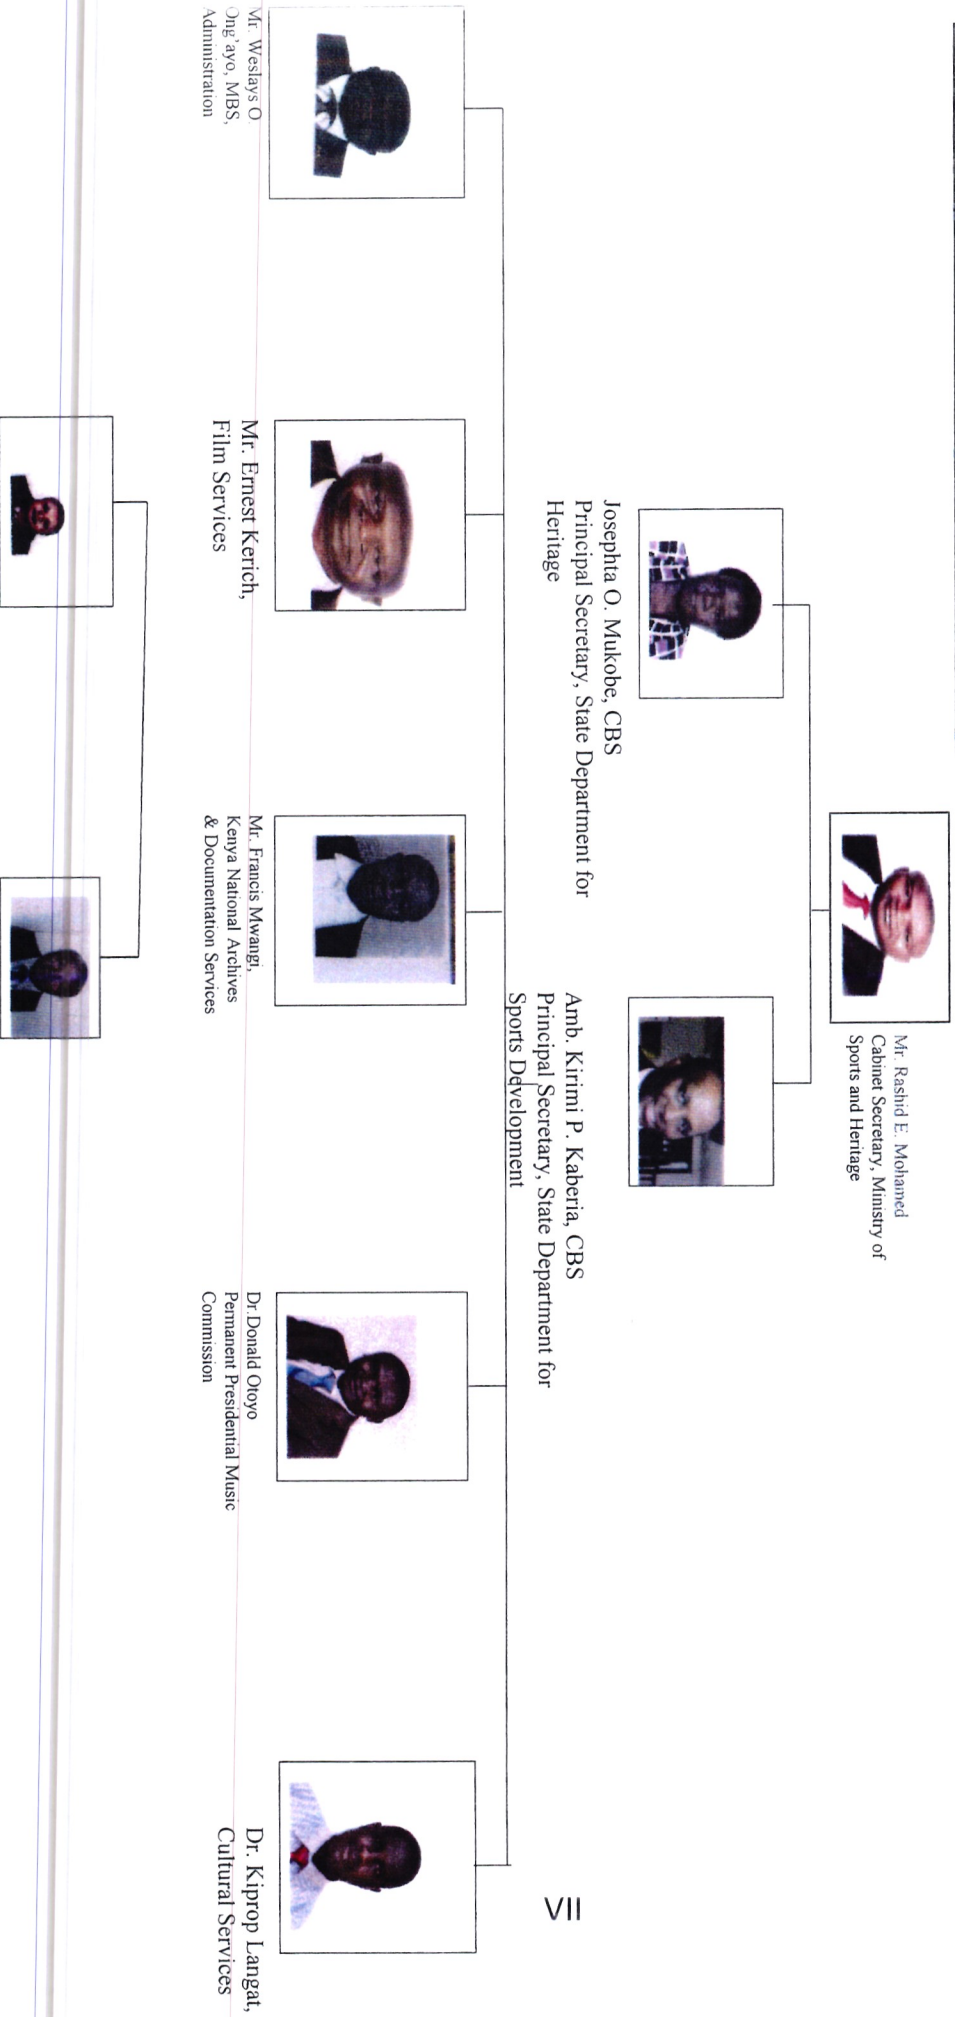 Mr. Rashid E. Mohamed
Cabinet Secretary, Ministry of
Sports and Heritage
Josephta O. Mukobe, CBS
Principal Secretary, State Department for
Heritage
Amb. Kirimi P. Kaberia, CBS
Principal Secretary, State Department for
Sports Development
VII
Mr. Weslays O
Ong'ayo, MBS,
Administration
Mr. Ernest Kerich,
Film Services
Mr. Francis Mwangi,
Kenya National Archives
& Documentation Services
Dr.Donald Otoyo
Permanent Presidential Music
Commission
Dr. Kiprop Langat,
Cultural Services